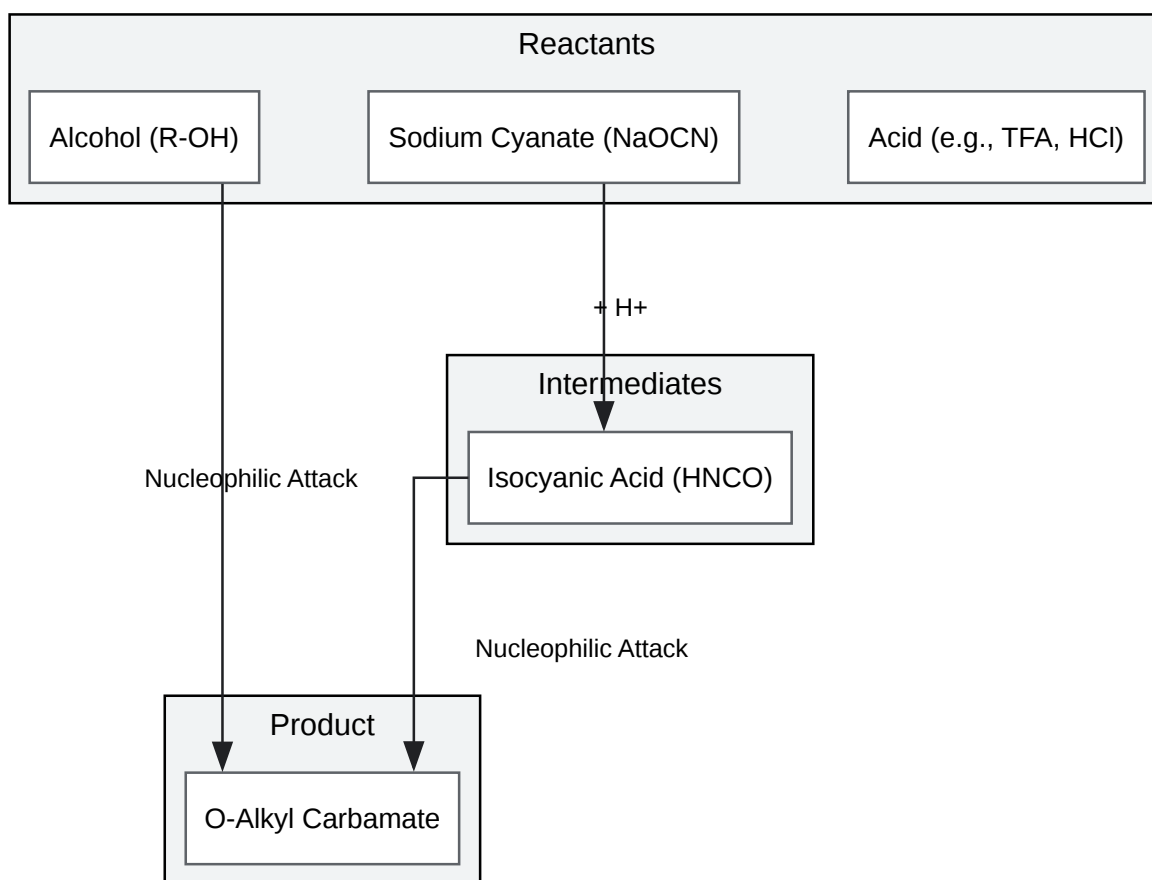 Reactants
Alcohol (R-OH)
Sodium Cyanate (NaOCN)
Acid (e.g., TFA, HCl)
+ H+
Intermediates
Isocyanic Acid (HNCO)
Nucleophilic Attack
Nucleophilic Attack
Product
O-Alkyl Carbamate